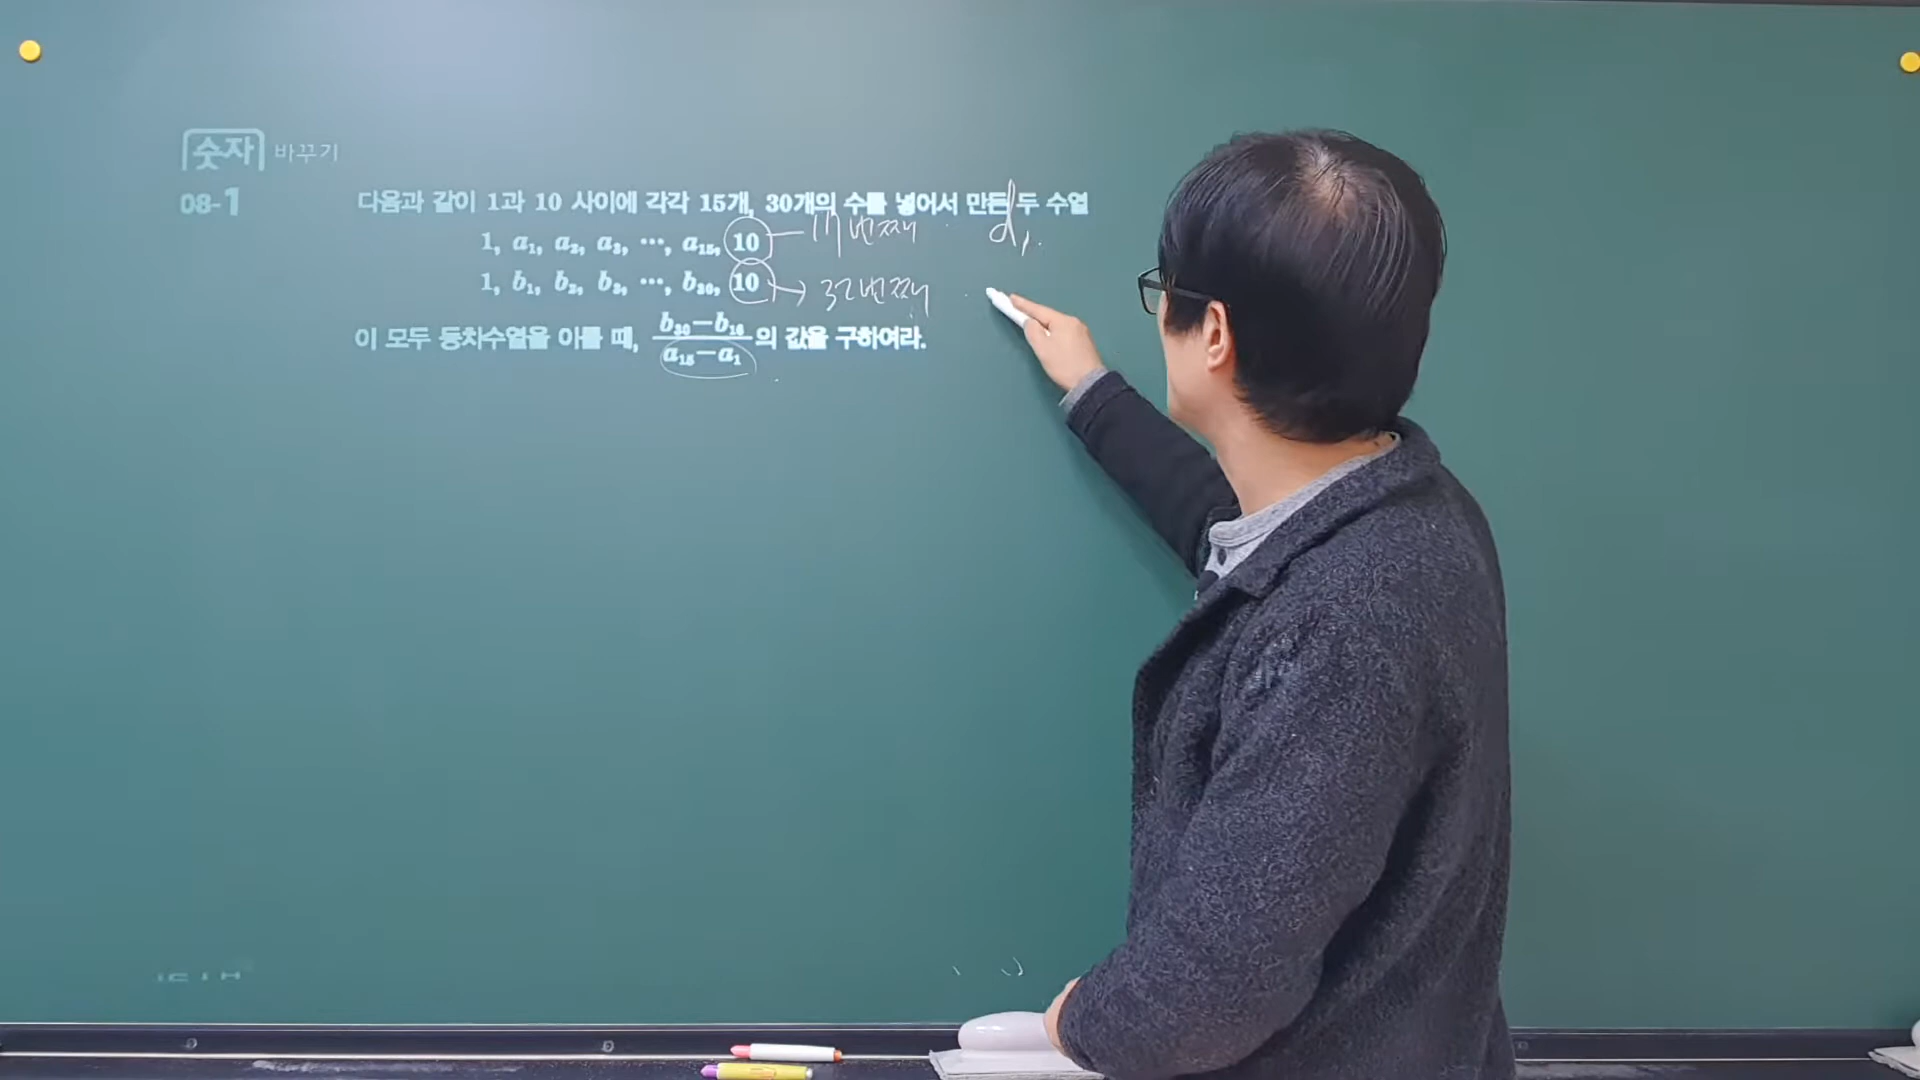 숫자 바꾸기
08-1 다음과 같이 1과 10 사이에 각각 15개, 30개의 수를 넣어서 만든 두 수열
1, a₁, a₂, a₃, ⋯, a₁₅, 10 — 17번째 d₁
1, b₁, b₂, b₃, ⋯, b₃₀, 10 → 32번째
이 모두 등차수열을 이룰 때, (b₃₀−b₁₆)/(a₁₅−a₁)의 값을 구하여라.